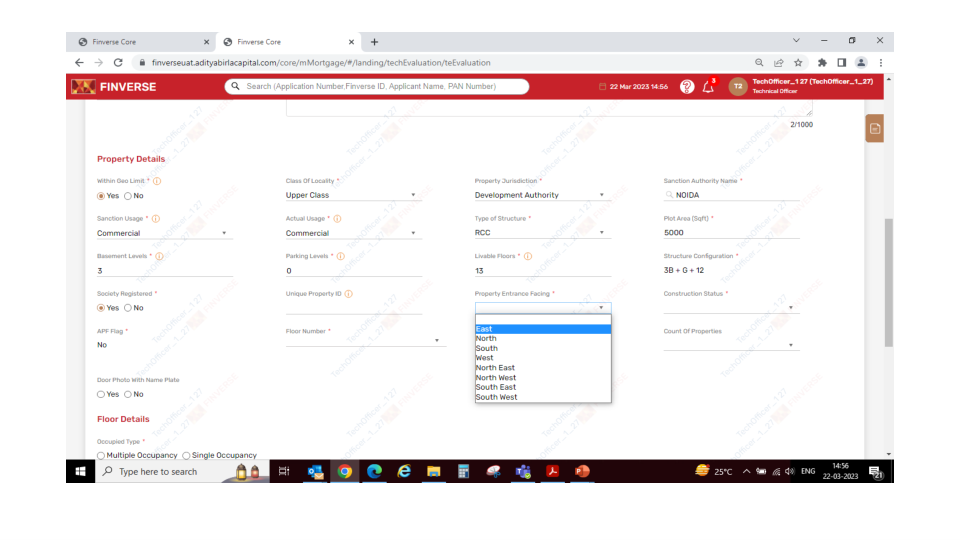 Finverse Core
Finverse Core
finverseuat.adityabirlacapital.com/core/mMortgage/#/landing/techEvaluation/teEvaluation
FINVERSE
Search (Application Number,Finverse ID, Applicant Name, PAN Number)
22 Mar 2023 14:56
3
T2
TechOfficer_1 27 (TechOfficer_1_27)
Technical Officer
2/1000
Property Details
Within Geo Limit *
Class Of Locality *
Property Jurisdiction *
Sanction Authority Name *
Yes No
Upper Class
Development Authority
NOIDA
Sanction Usage *
Actual Usage *
Type of Structure *
Plot Area (Sqft) *
Commercial
Commercial
RCC
5000
Basement Levels *
Parking Levels *
Livable Floors *
Structure Configuration *
3
0
13
3B + G + 12
Society Registered *
Unique Property ID
Property Entrance Facing *
Construction Status *
Yes No
APF Flag *
Floor Number *
Count Of Properties
No
East
North
South
West
North East
North West
South East
South West
Door Photo With Name Plate
Yes No
Floor Details
Occupied Type *
Multiple Occupancy Single Occupancy
Type here to search
25°C
ENG
14:56
22-03-2023
21